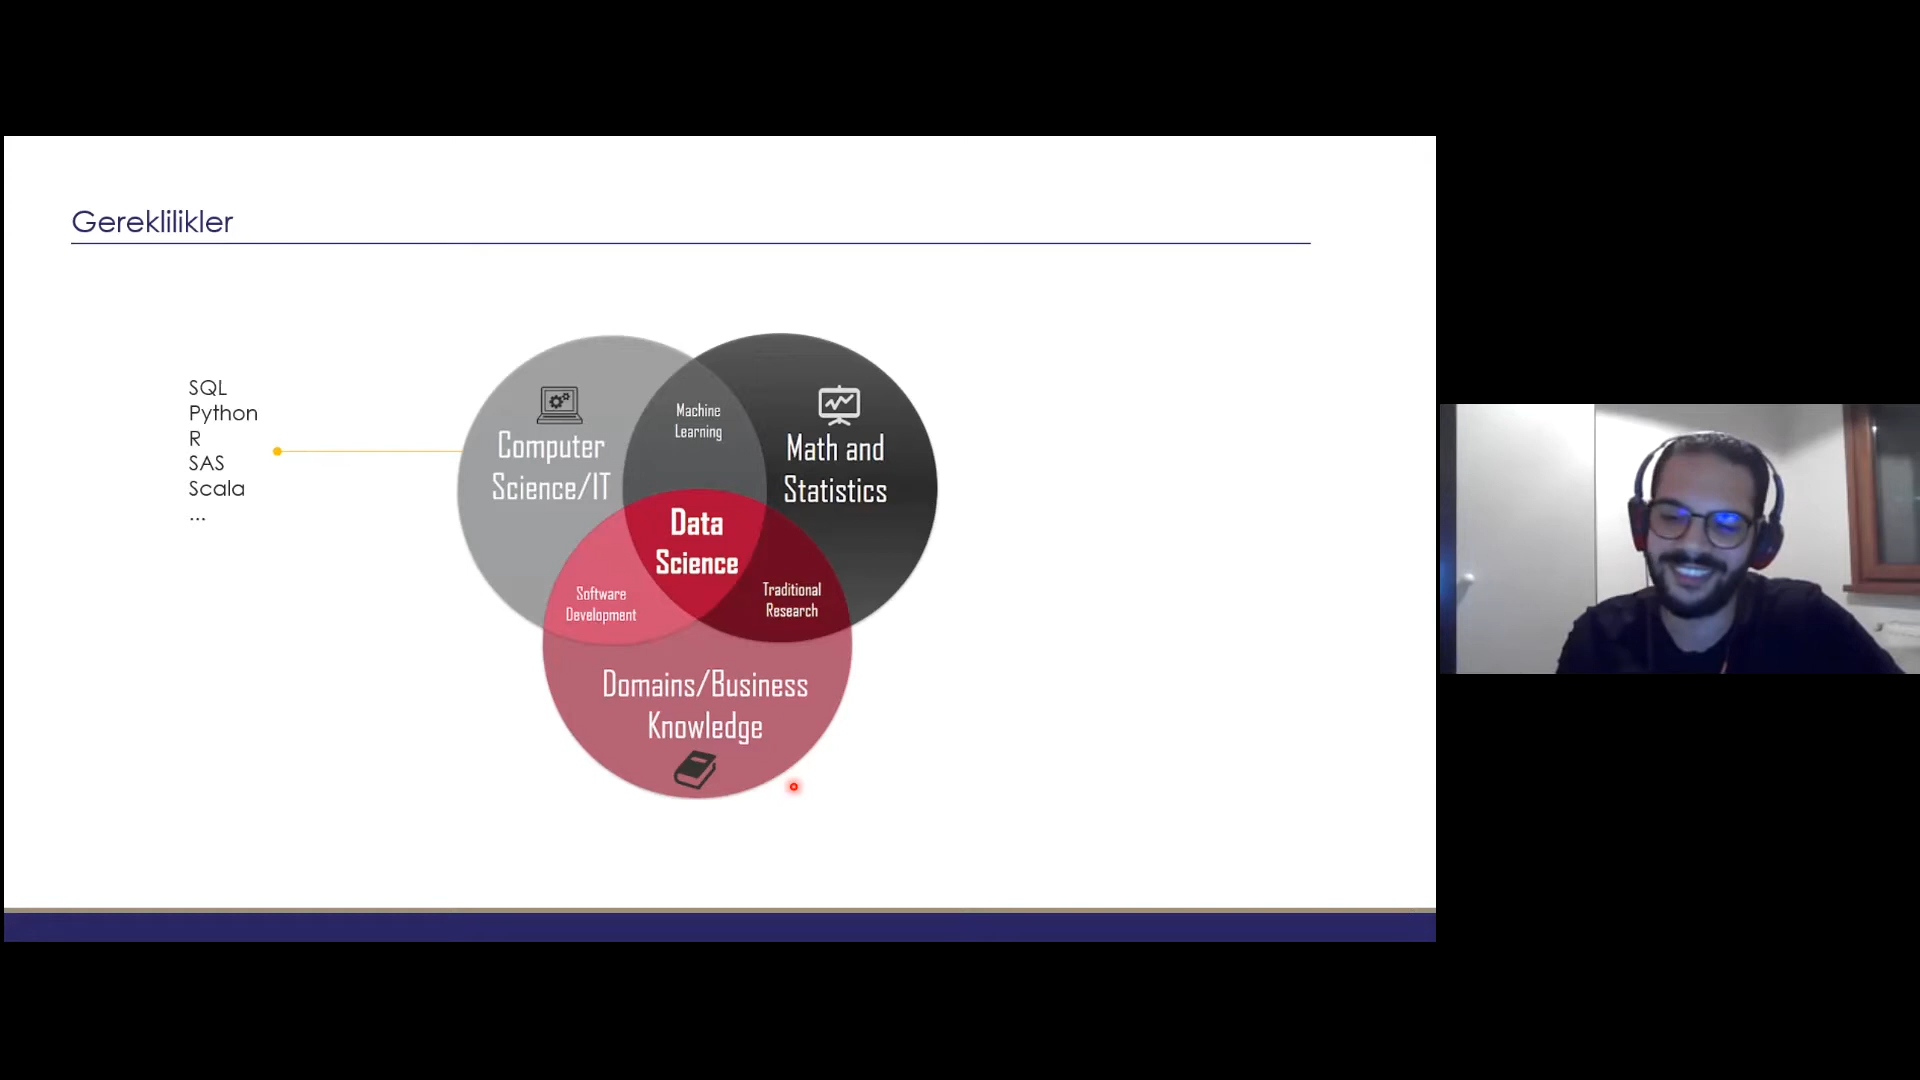 Gereklilikler
SQL
Python
R
SAS
Scala
...
Computer
Science/IT
Machine
Learning
Math and
Statistics
Data
Science
Software
Development
Traditional
Research
Domains/Business
Knowledge